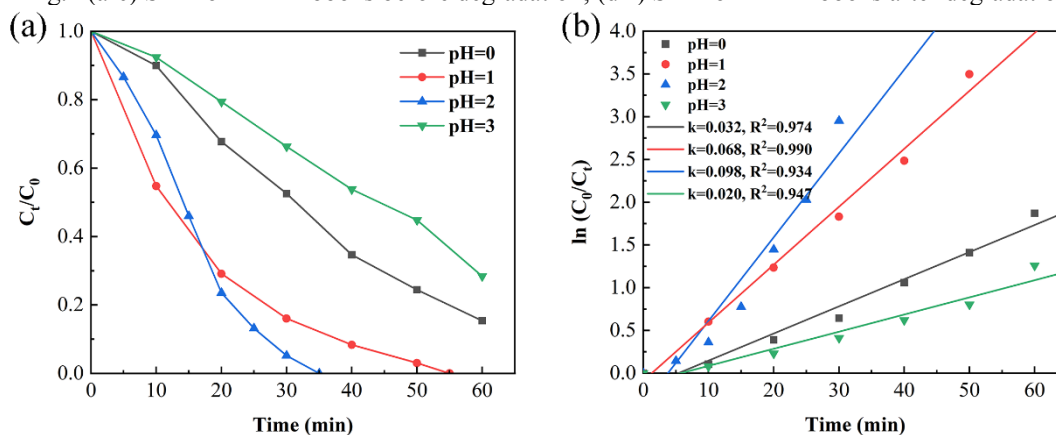 (a)
(b)
Ct/C0
1.0
0.8
0.6
0.4
0.2
0.0
pH=0
pH=1
pH=2
pH=3
0 10 20 30 40 50 60
Time (min)
ln (C0/Ct)
4.0
3.5
3.0
2.5
2.0
1.5
1.0
0.5
0.0
pH=0
pH=1
pH=2
pH=3
k=0.032, R²=0.974
k=0.068, R²=0.990
k=0.098, R²=0.934
k=0.020, R²=0.947
0 10 20 30 40 50 60
Time (min)